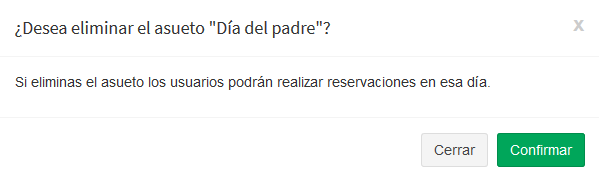 ¿Desea eliminar el asueto "Día del padre"?
x
Si eliminas el asueto los usuarios podrán realizar reservaciones en esa día.
Cerrar
Confirmar